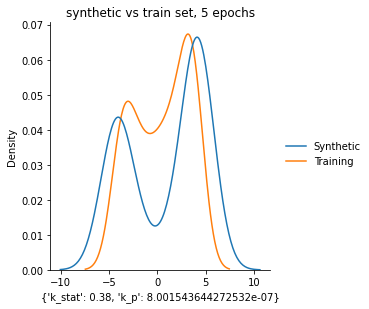 synthetic vs train set, 5 epochs
0.07
0.06
0.05
0.04
0.03
0.02
0.01
0.00
Density
−10
−5
0
5
10
{'k_stat': 0.38, 'k_p': 8.001543644272532e-07}
Synthetic
Training